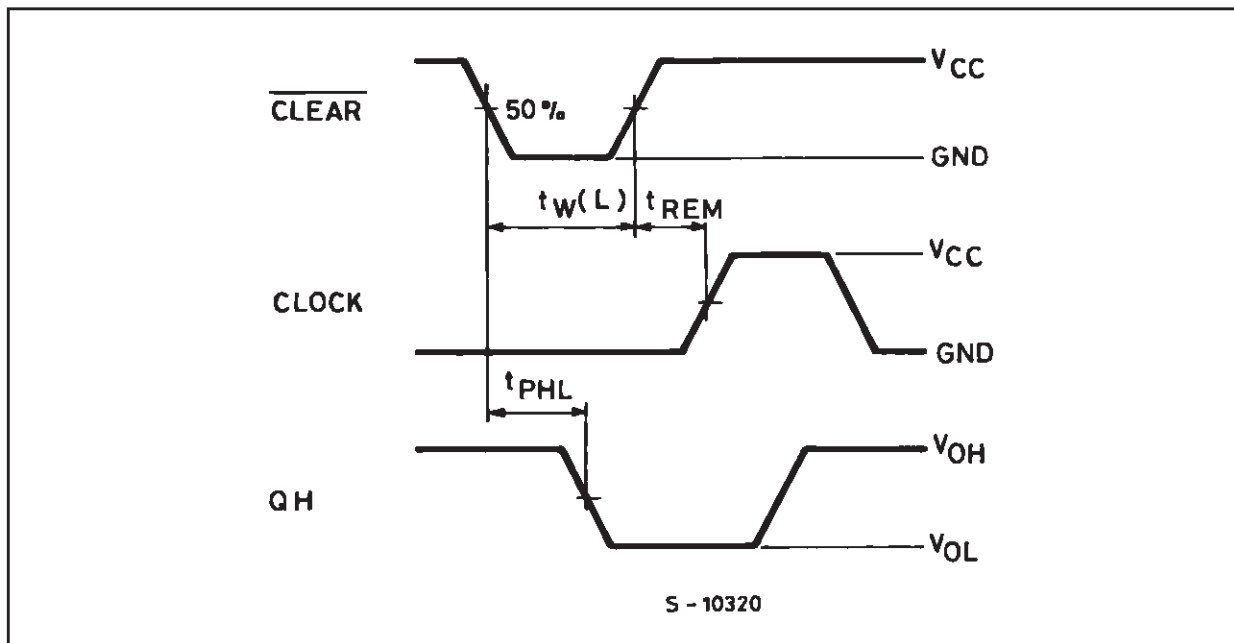 V_CC
CLEAR 50%
GND
t_W(L) t_REM
V_CC
CLOCK
GND
t_PHL
V_OH
QH
V_OL
S-10320